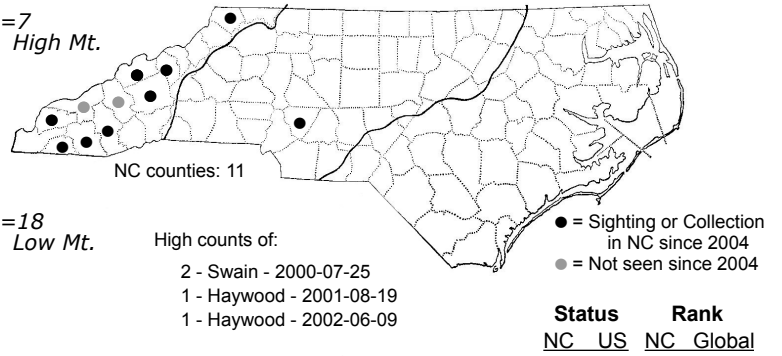 =7
High Mt.
NC counties: 11
=18
Low Mt.
High counts of:
2 - Swain - 2000-07-25
1 - Haywood - 2001-08-19
1 - Haywood - 2002-06-09
● = Sighting or Collection
in NC since 2004
● = Not seen since 2004
Status Rank
NC US NC Global